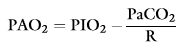 PAO₂ = PIO₂ − PaCO₂ / R